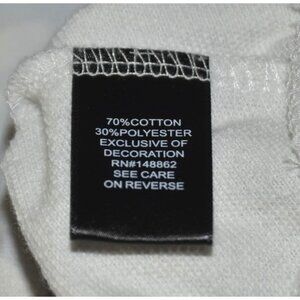 70%COTTON
30%POLYESTER
EXCLUSIVE OF
DECORATION
RN#148862
SEE CARE
ON REVERSE